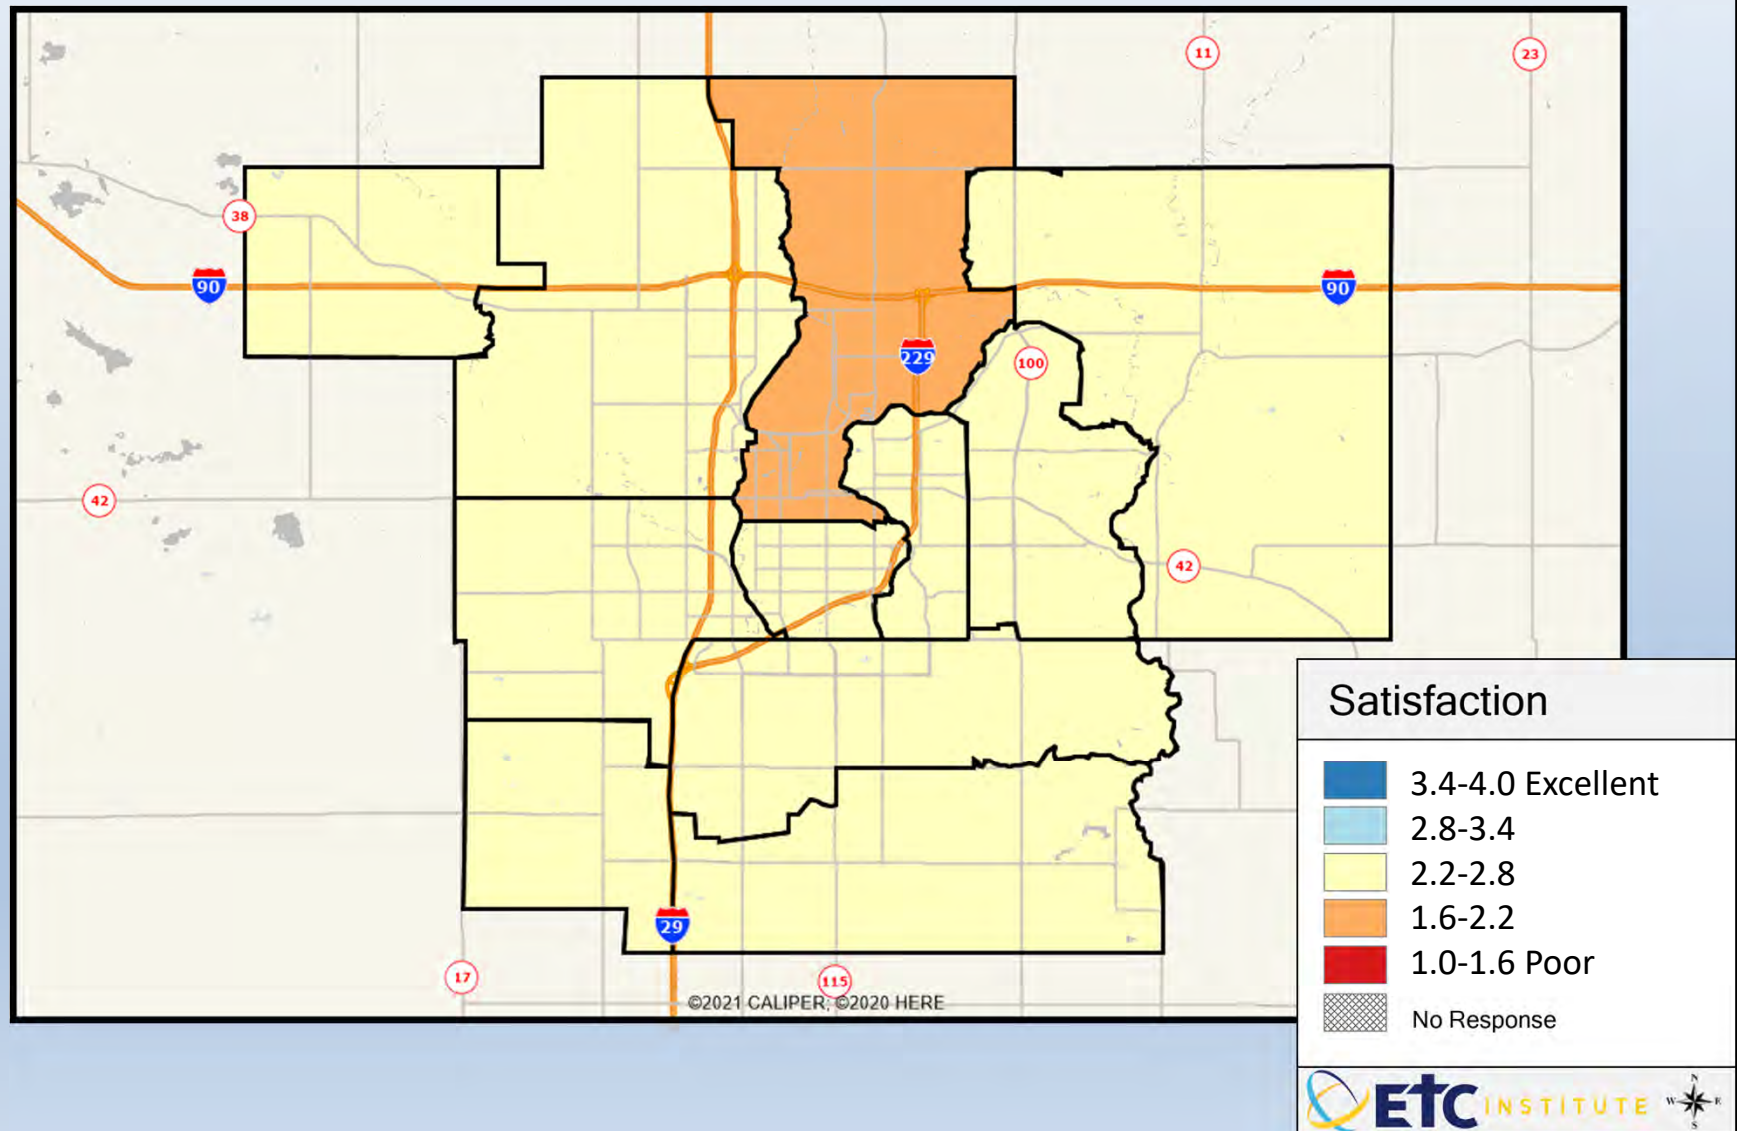 11
23
38
90
90
229
100
42
42
29
17
115
©2021 CALIPER; ©2020 HERE
Satisfaction
3.4-4.0 Excellent
2.8-3.4
2.2-2.8
1.6-2.2
1.0-1.6 Poor
No Response
ETC INSTITUTE
N
W E
S